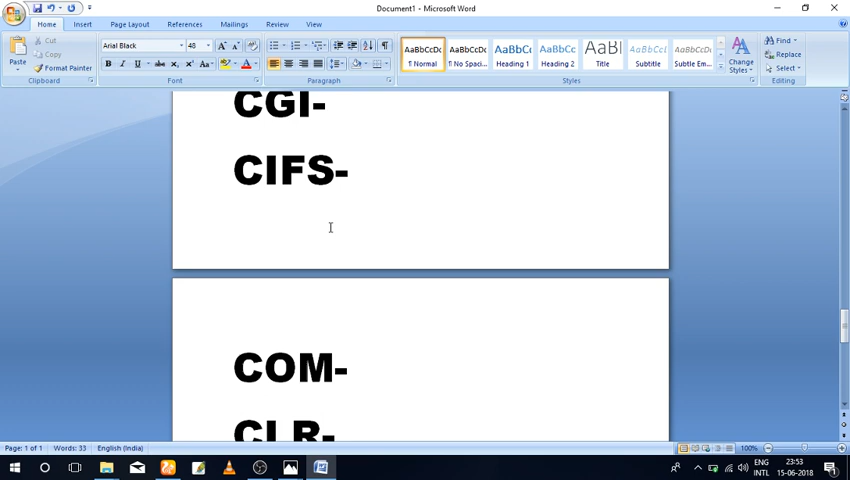 Document1 - Microsoft Word
Home Insert Page Layout References Mailings Review View
Paste
Cut
Copy
Format Painter
Clipboard
Arial Black 48
Font
Paragraph
AaBbCcDc AaBbCcDc AaBbCc AaBbCc AaBl AaBbCcL AaBbCcDc
¶ Normal ¶ No Spaci... Heading 1 Heading 2 Title Subtitle Subtle Em...
Change Styles
Styles
Find
Replace
Select
Editing
CGI-
CIFS-
COM-
CLR-
Page: 1 of 1 Words: 33 English (India) 100%
ENG INTL
23:53
15-06-2018